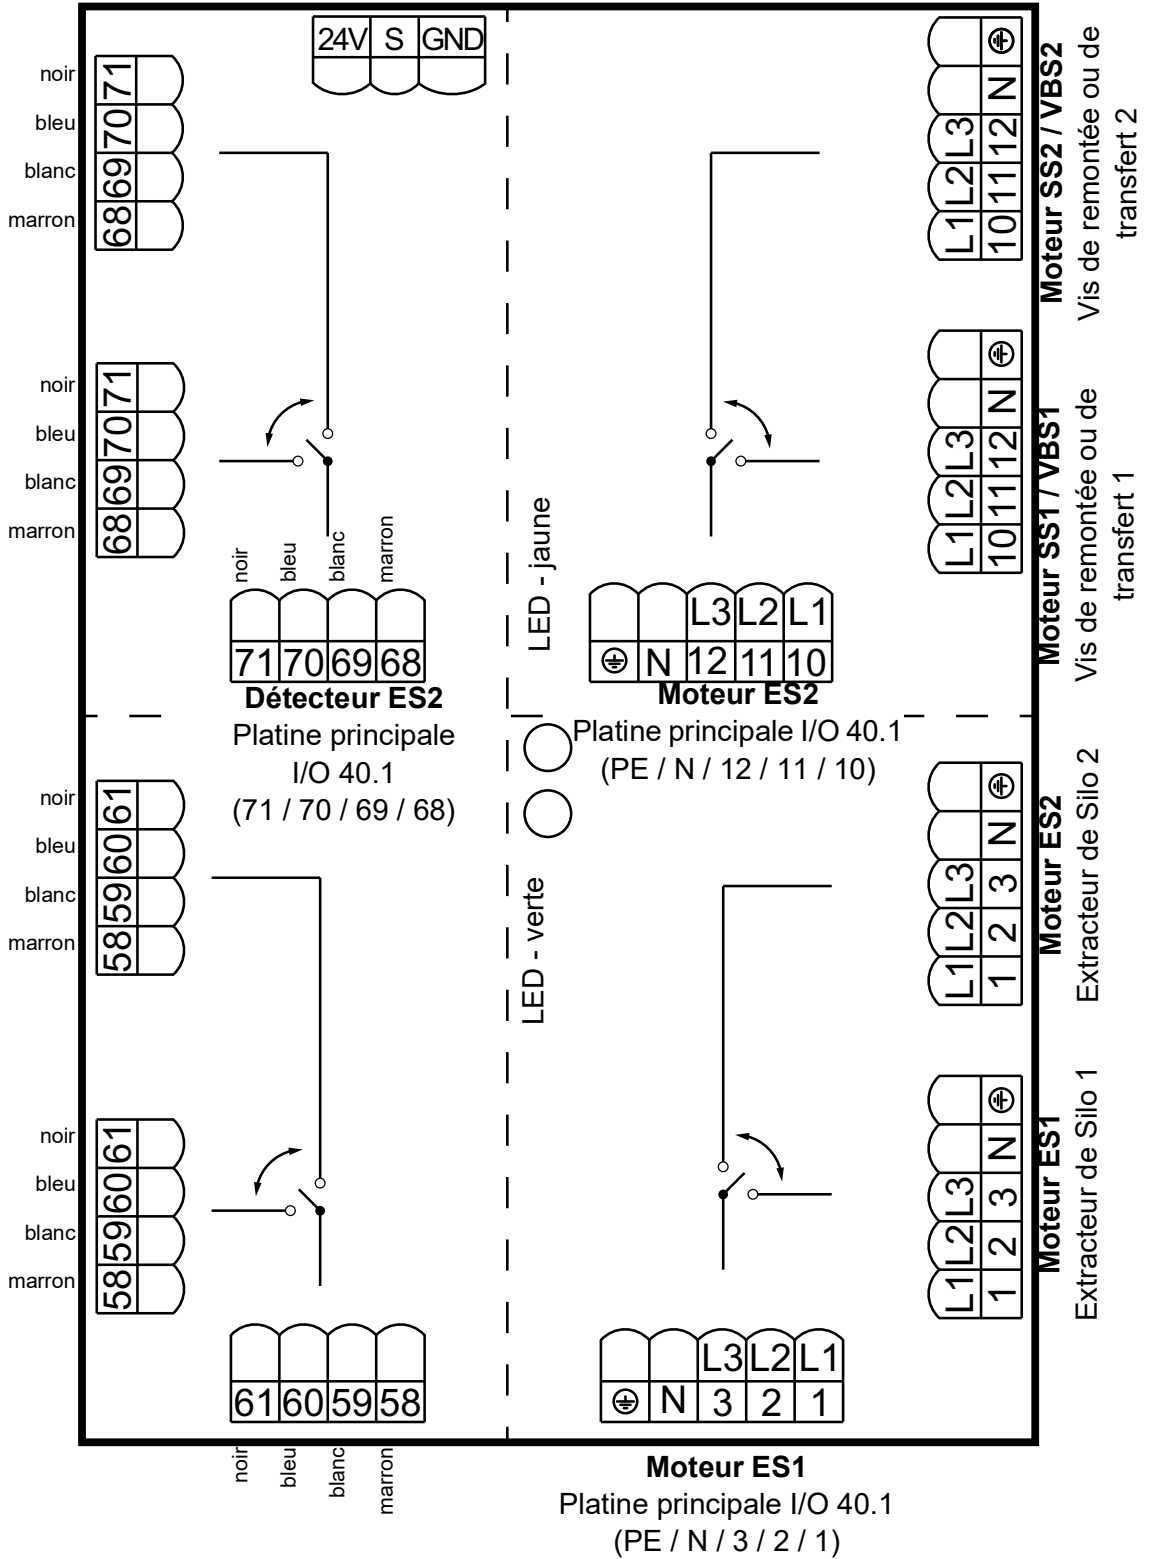 24V S GND
noir 71
bleu 70
blanc 69
marron 68
L1 L2 L3
10 11 12 N
Moteur SS2 / VBS2
Vis de remontée ou de
transfert 2
noir 71
bleu 70
blanc 69
marron 68
L1 L2 L3
10 11 12 N
Moteur SS1 / VBS1
Vis de remontée ou de
transfert 1
noir bleu blanc marron
71 70 69 68
Détecteur ES2
Platine principale
I/O 40.1
(71 / 70 / 69 / 68)
LED - jaune
L3 L2 L1
N 12 11 10
Moteur ES2
Platine principale I/O 40.1
(PE / N / 12 / 11 / 10)
noir 61
bleu 60
blanc 59
marron 58
LED - verte
L1 L2 L3
1 2 3 N
Moteur ES2
Extracteur de Silo 2
noir 61
bleu 60
blanc 59
marron 58
L1 L2 L3
1 2 3 N
Moteur ES1
Extracteur de Silo 1
61 60 59 58
noir bleu blanc marron
L3 L2 L1
N 3 2 1
Moteur ES1
Platine principale I/O 40.1
(PE / N / 3 / 2 / 1)